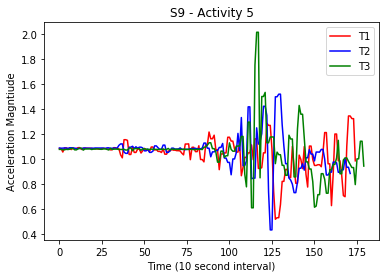 S9 - Activity 5
Acceleration Magntiude
2.0
1.8
1.6
1.4
1.2
1.0
0.8
0.6
0.4
T1
T2
T3
0 25 50 75 100 125 150 175
Time (10 second interval)